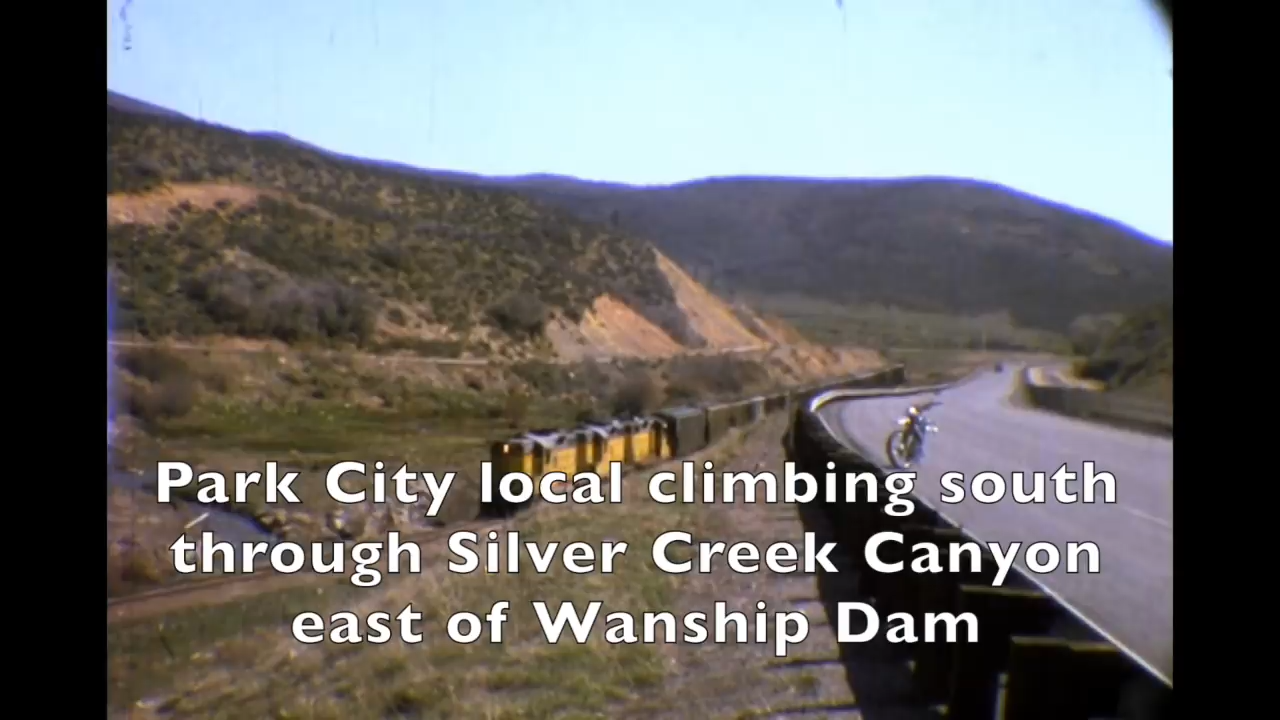 Park City local climbing south
through Silver Creek Canyon
east of Wanship Dam